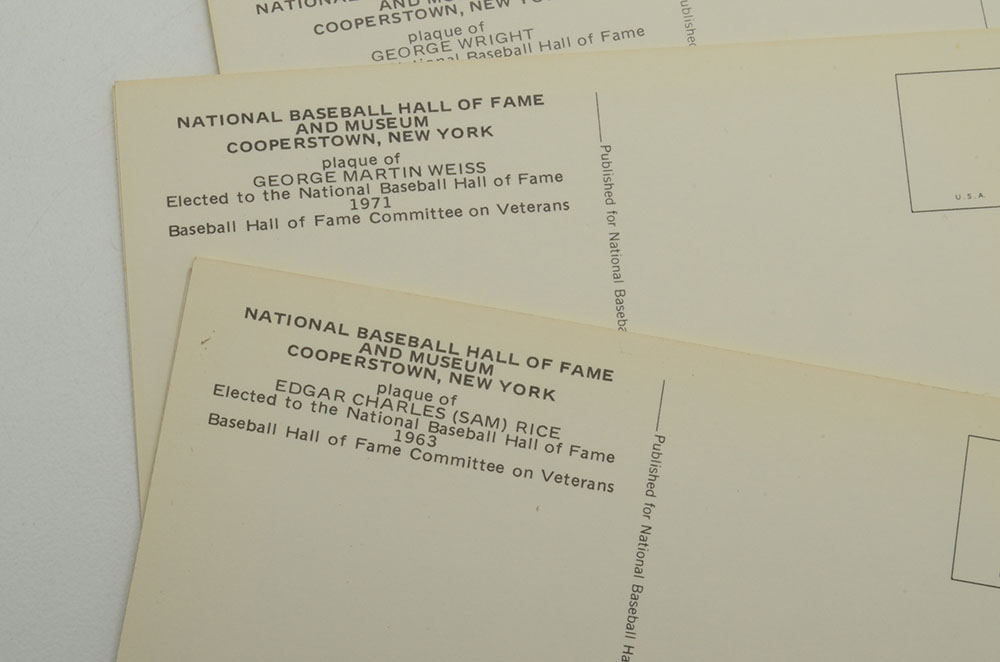 AND
COOPERSTOWN, NEW
plaque of
GEORGE WRIGHT
Baseball Hall of Fame
NATIONAL BASEBALL HALL OF FAME
AND MUSEUM
COOPERSTOWN, NEW YORK
plaque of
GEORGE MARTIN WEISS
Elected to the National Baseball Hall of Fame
1971
Baseball Hall of Fame Committee on Veterans
Published for National
U.S.A.
NATIONAL BASEBALL HALL OF FAME
AND MUSEUM
COOPERSTOWN, NEW YORK
plaque of
EDGAR CHARLES (SAM) RICE
Elected to the National Baseball Hall of Fame
1963
Baseball Hall of Fame Committee on Veterans
Published for National Baseball